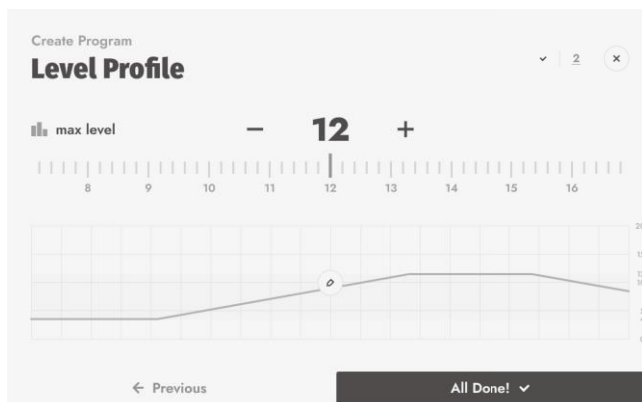 Create Program
Level Profile
2
max level
12
8 9 10 11 12 13 14 15 16
20
← Previous
All Done!